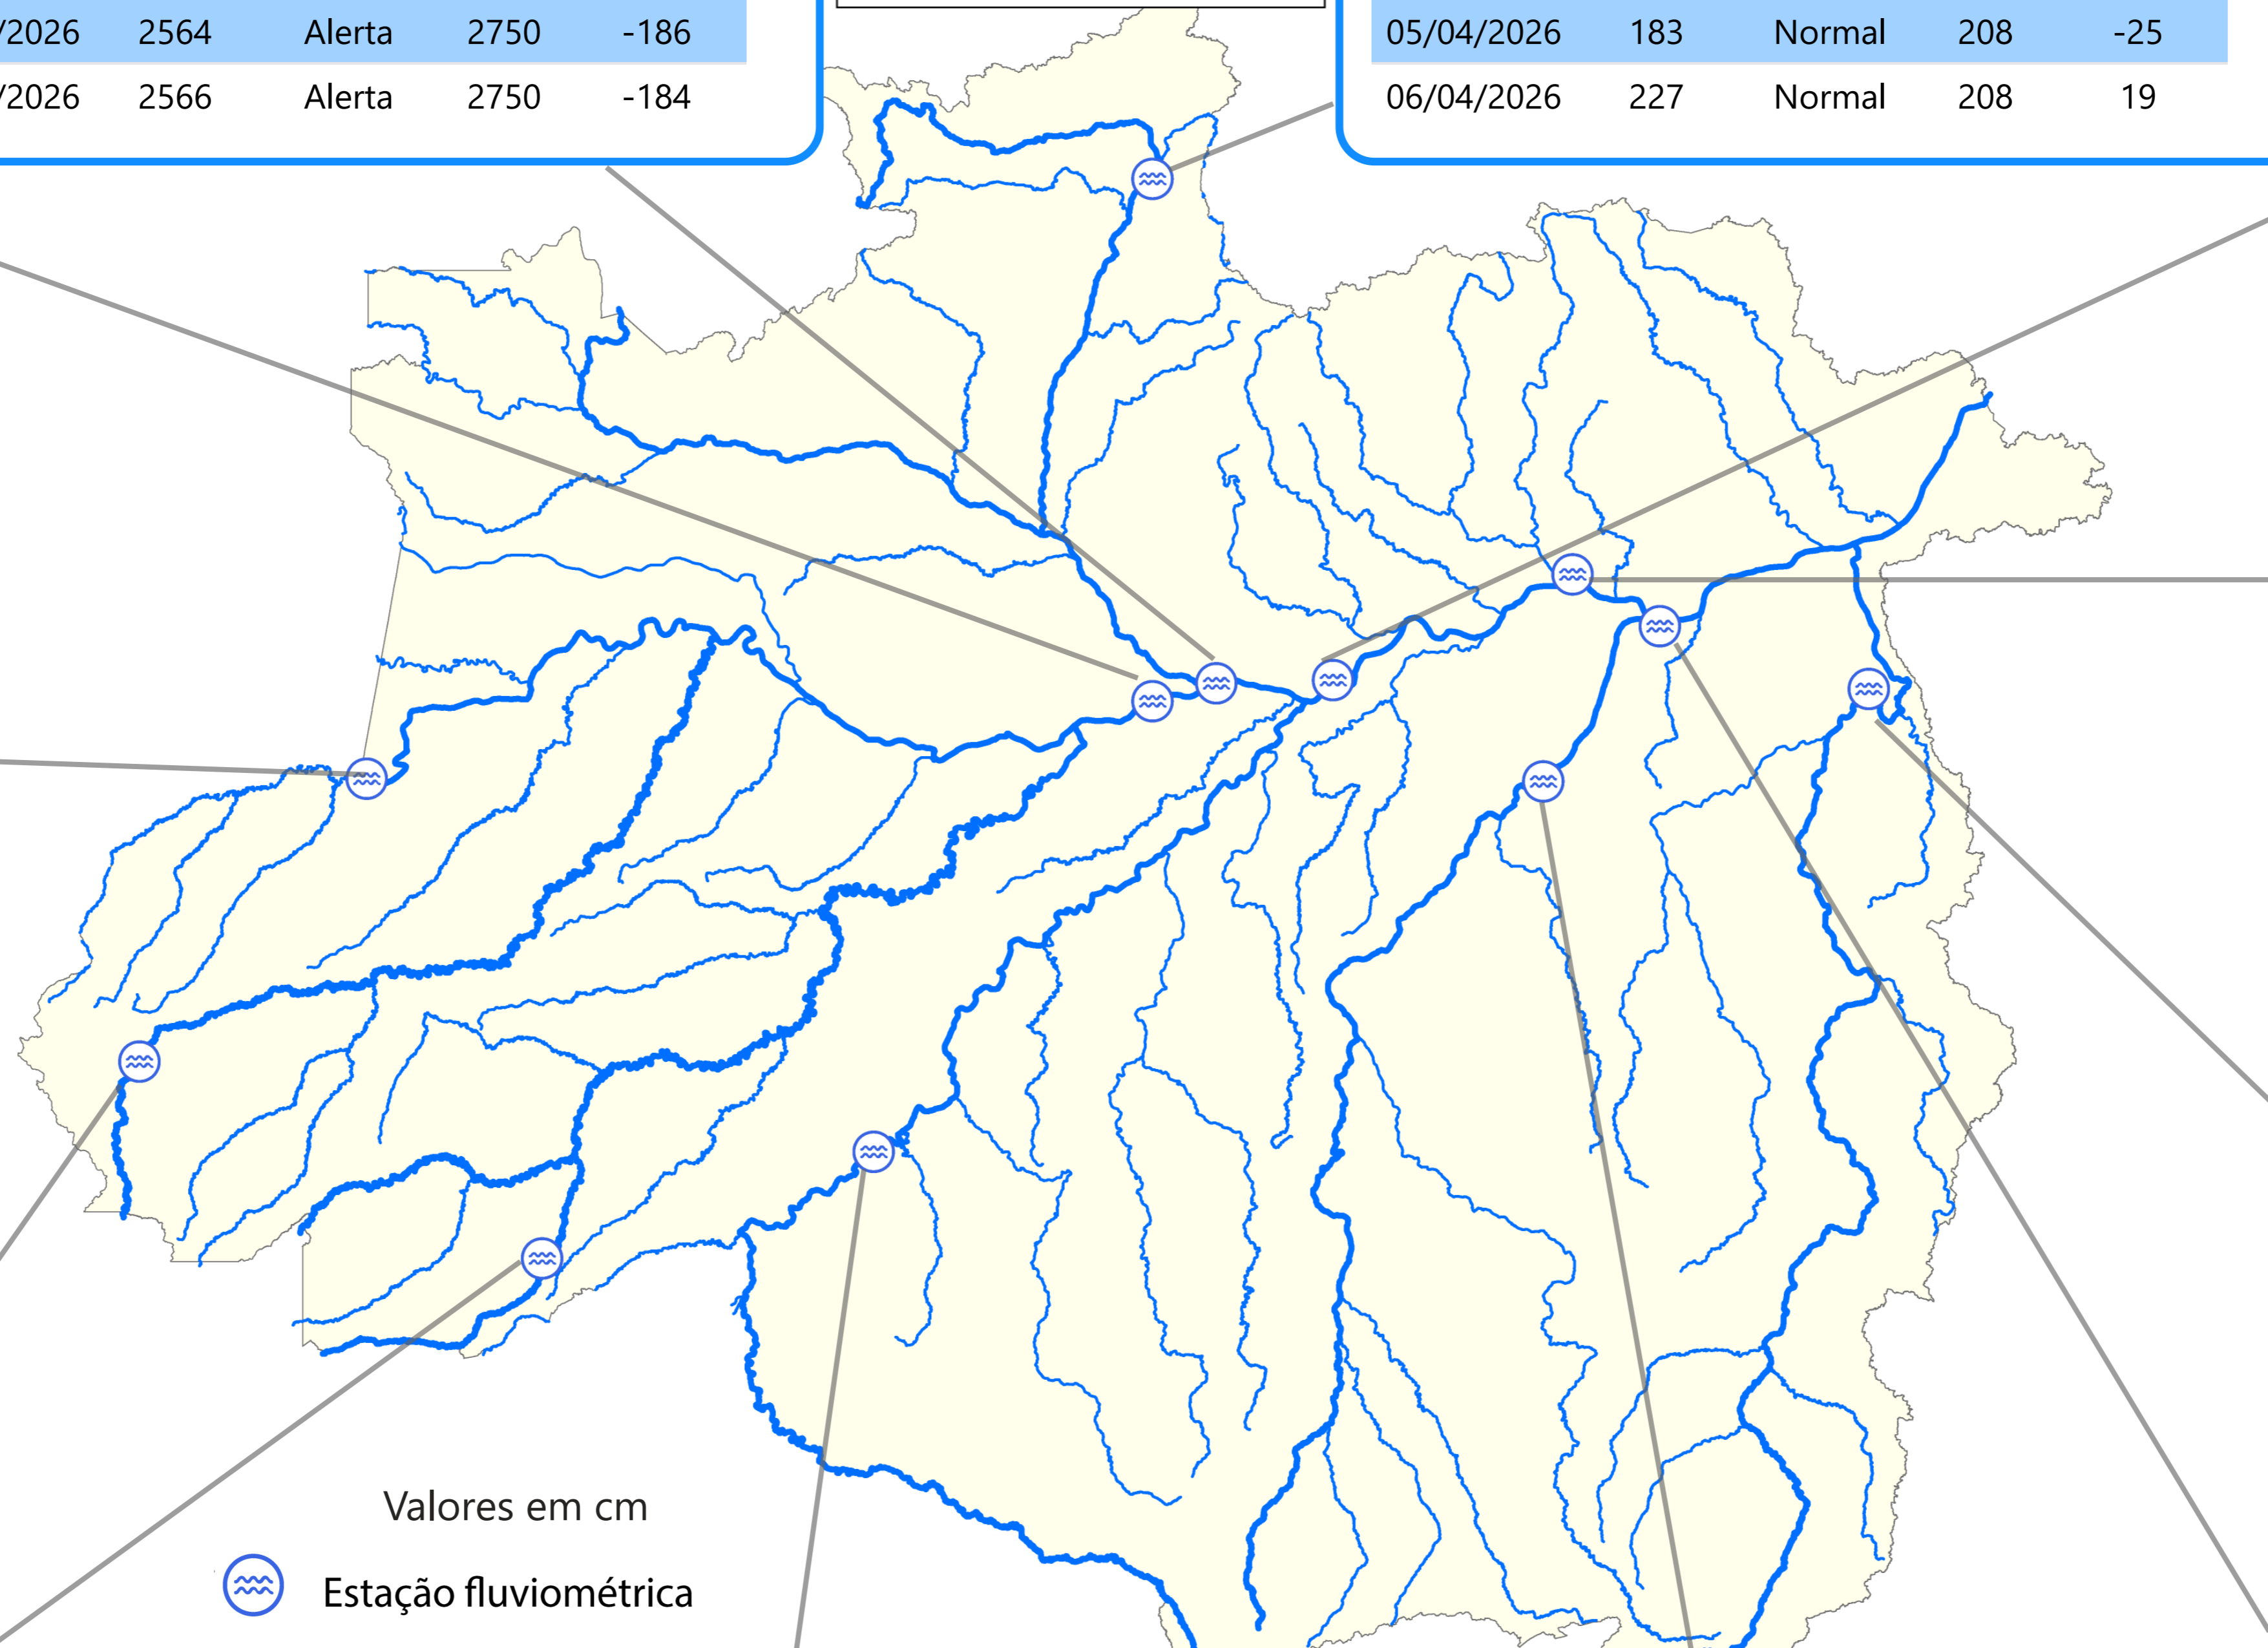 /2026 2564 Alerta 2750 -186
/2026 2566 Alerta 2750 -184
05/04/2026 183 Normal 208 -25
06/04/2026 227 Normal 208 19
Valores em cm
Estação fluviométrica